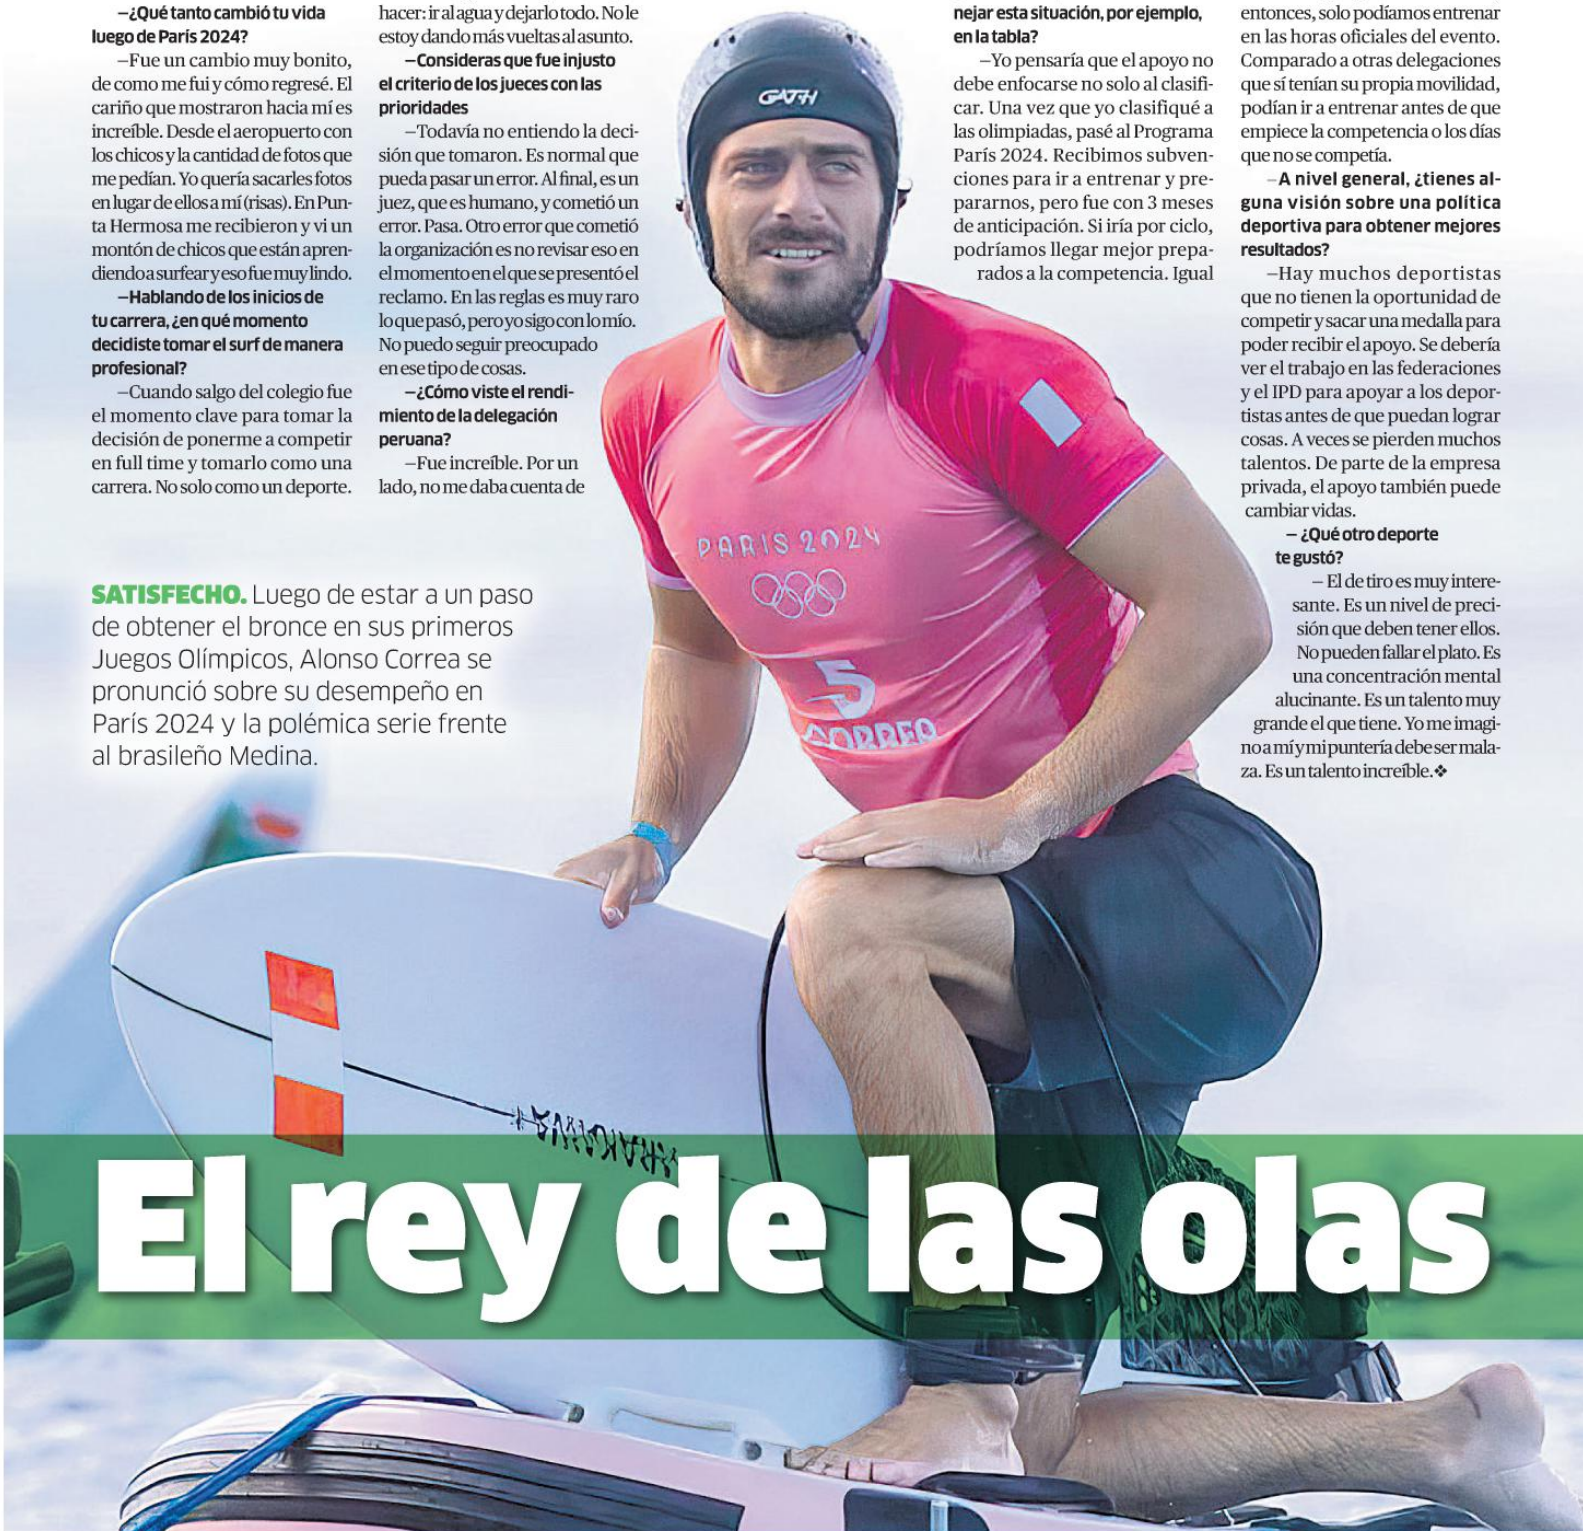 —¿Qué tanto cambió tu vida
luego de París 2024?
—Fue un cambio muy bonito,
de como me fui y cómo regresé. El
cariño que mostraron hacia mí es
increíble. Desde el aeropuerto con
los chicos y la cantidad de fotos que
me pedían. Yo quería sacarles fotos
en lugar de ellos a mí (risas). En Pun-
ta Hermosa me recibieron y vi un
montón de chicos que están apren-
diendo a surfear y eso fue muy lindo.
—Hablando de los inicios de
tu carrera, ¿en qué momento
decidiste tomar el surf de manera
profesional?
—Cuando salgo del colegio fue
el momento clave para tomar la
decisión de ponerme a competir
en full time y tomarlo como una
carrera. No solo como un deporte.
hacer: ir al agua y dejarlo todo. No le
estoy dando más vueltas al asunto.
—Consideras que fue injusto
el criterio de los jueces con las
prioridades
—Todavía no entiendo la deci-
sión que tomaron. Es normal que
pueda pasar un error. Al final, es un
juez, que es humano, y cometió un
error. Pasa. Otro error que cometió
la organización es no revisar eso en
el momento en el que se presentó el
reclamo. En las reglas es muy raro
lo que pasó, pero yo sigo con lo mío.
No puedo seguir preocupado
en ese tipo de cosas.
—¿Cómo viste el rendi-
miento de la delegación
peruana?
—Fue increíble. Por un
lado, no me daba cuenta de
nejar esta situación, por ejemplo,
en la tabla?
—Yo pensaría que el apoyo no
debe enfocarse no solo al clasifi-
car. Una vez que yo clasifiqué a
las olimpiadas, pasé al Programa
París 2024. Recibimos subven-
ciones para ir a entrenar y pre-
pararnos, pero fue con 3 meses
de anticipación. Si iría por ciclo,
podríamos llegar mejor prepa-
rados a la competencia. Igual
entonces, solo podíamos entrenar
en las horas oficiales del evento.
Comparado a otras delegaciones
que sí tenían su propia movilidad,
podían ir a entrenar antes de que
empiece la competencia o los días
que no se competía.
—A nivel general, ¿tienes al-
guna visión sobre una política
deportiva para obtener mejores
resultados?
—Hay muchos deportistas
que no tienen la oportunidad de
competir y sacar una medalla para
poder recibir el apoyo. Se debería
ver el trabajo en las federaciones
y el IPD para apoyar a los depor-
tistas antes de que puedan lograr
cosas. A veces se pierden muchos
talentos. De parte de la empresa
privada, el apoyo también puede
cambiar vidas.
— ¿Qué otro deporte
te gustó?
— El de tiro es muy intere-
sante. Es un nivel de preci-
sión que deben tener ellos.
No pueden fallar el plato. Es
una concentración mental
alucinante. Es un talento muy
grande el que tiene. Yo me imagi-
no a mí y mi puntería debe ser mala-
za. Es un talento increíble.❖
GATH
PARIS 2024
5
CORREA
SATISFECHO. Luego de estar a un paso
de obtener el bronce en sus primeros
Juegos Olímpicos, Alonso Correa se
pronunció sobre su desempeño en
París 2024 y la polémica serie frente
al brasileño Medina.
El rey de las olas